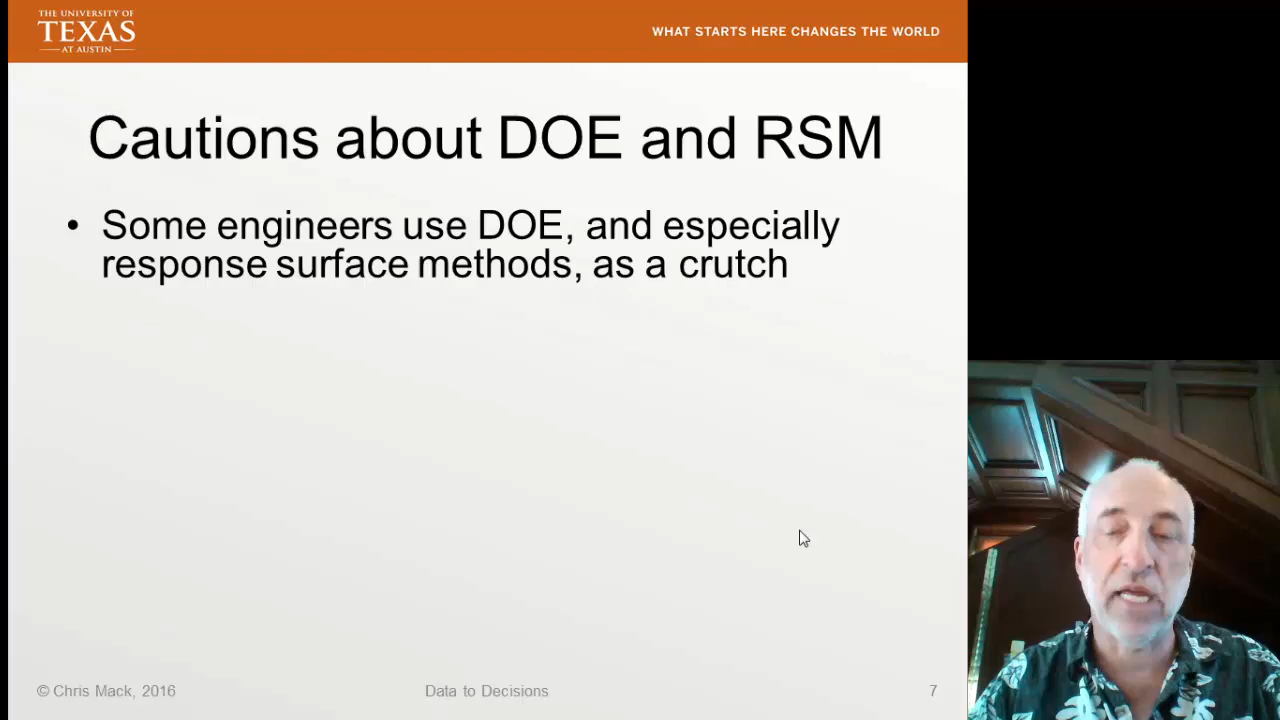 THE UNIVERSITY OF
TEXAS
AT AUSTIN
WHAT STARTS HERE CHANGES THE WORLD
Cautions about DOE and RSM
• Some engineers use DOE, and especially
response surface methods, as a crutch
© Chris Mack, 2016
Data to Decisions
7